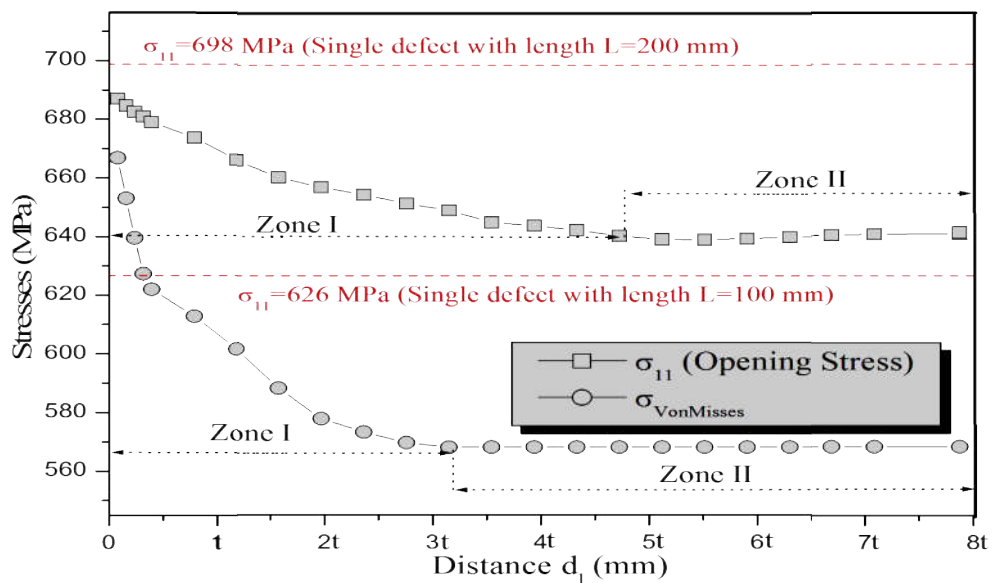 σ11=698 MPa (Single defect with length L=200 mm)
700
680
660
640
620
600
580
560
Stresses (MPa)
Zone II
Zone I
σ11=626 MPa (Single defect with length L=100 mm)
σ11 (Opening Stress)
σVonMisses
Zone I
Zone II
0 1t 2t 3t 4t 5t 6t 7t 8t
Distance d1 (mm)